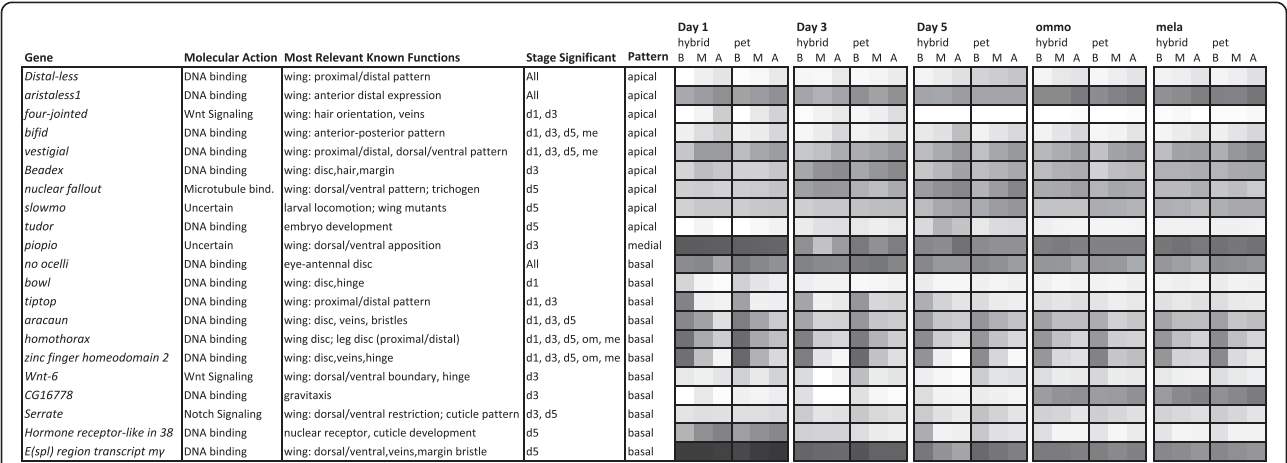 Day 1 Day 3 Day 5 ommo mela
hybrid pet hybrid pet hybrid pet hybrid pet hybrid pet
Gene Molecular Action Most Relevant Known Functions Stage Significant Pattern B M A B M A B M A B M A B M A B M A B M A B M A B M A B M A
Distal-less DNA binding wing: proximal/distal pattern All apical
aristaless1 DNA binding wing: anterior distal expression All apical
four-jointed Wnt Signaling wing: hair orientation, veins d1, d3 apical
bifid DNA binding wing: anterior-posterior pattern d1, d3, d5, me apical
vestigial DNA binding wing: proximal/distal, dorsal/ventral pattern d1, d3, d5, me apical
Beadex DNA binding wing: disc,hair,margin d3 apical
nuclear fallout Microtubule bind. wing: dorsal/ventral pattern; trichogen d5 apical
slowmo Uncertain larval locomotion; wing mutants d5 apical
tudor DNA binding embryo development d5 apical
piopio Uncertain wing: dorsal/ventral apposition d3 medial
no ocelli DNA binding eye-antennal disc All basal
bowl DNA binding wing: disc,hinge d1 basal
tiptop DNA binding wing: proximal/distal pattern d1, d3 basal
aracaun DNA binding wing: disc, veins, bristles d1, d3, d5 basal
homothorax DNA binding wing disc; leg disc (proximal/distal) d1, d3, d5, om, me basal
zinc finger homeodomain 2 DNA binding wing: disc,veins,hinge d1, d3, d5, om, me basal
Wnt-6 Wnt Signaling wing: dorsal/ventral boundary, hinge d3 basal
CG16778 DNA binding gravitaxis d3 basal
Serrate Notch Signaling wing: dorsal/ventral restriction; cuticle pattern d3, d5 basal
Hormone receptor-like in 38 DNA binding nuclear receptor, cuticle development d5 basal
E(spl) region transcript my DNA binding wing: dorsal/ventral,veins,margin bristle d5 basal